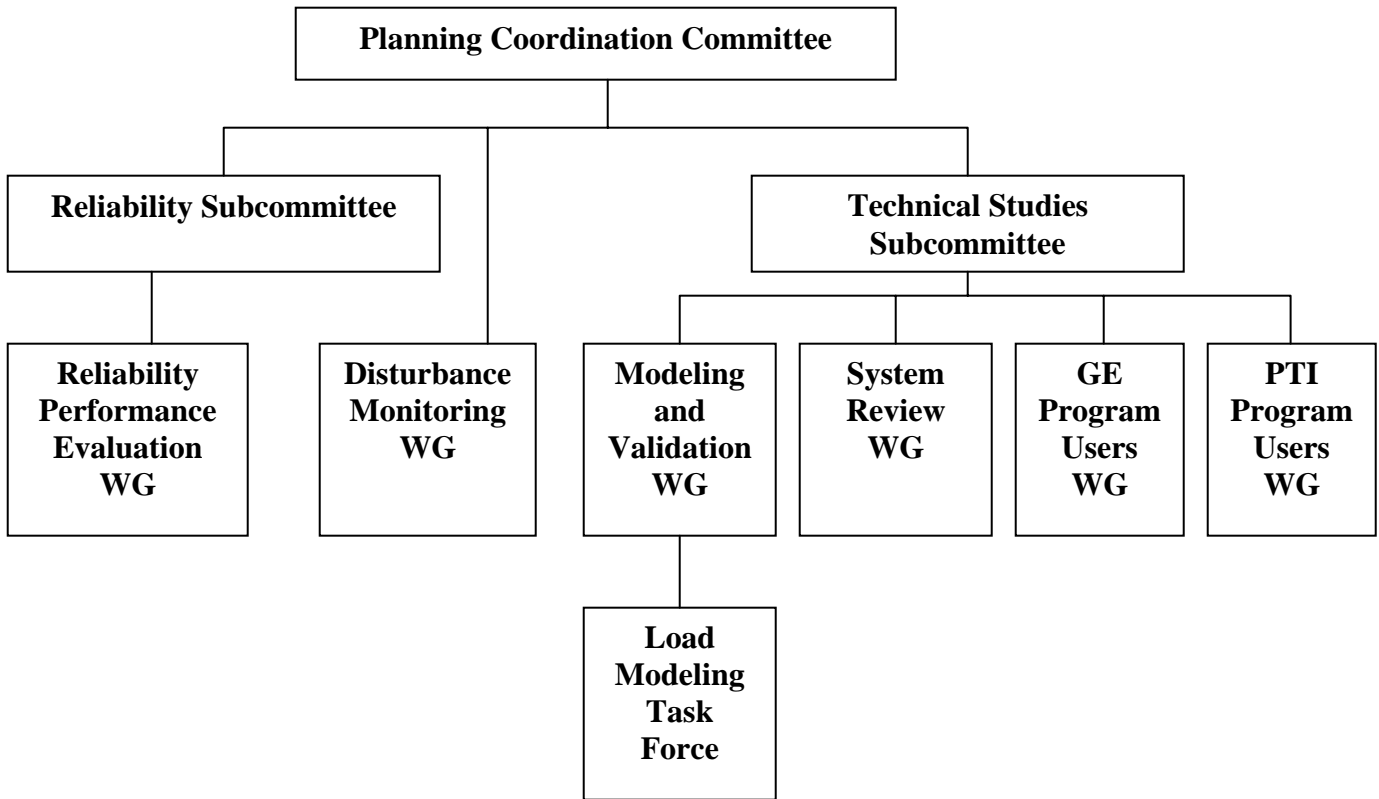 Planning Coordination Committee
Reliability Subcommittee
Technical Studies
Subcommittee
Reliability
Performance
Evaluation
WG
Disturbance
Monitoring
WG
Modeling
and
Validation
WG
System
Review
WG
GE
Program
Users
WG
PTI
Program
Users
WG
Load
Modeling
Task
Force